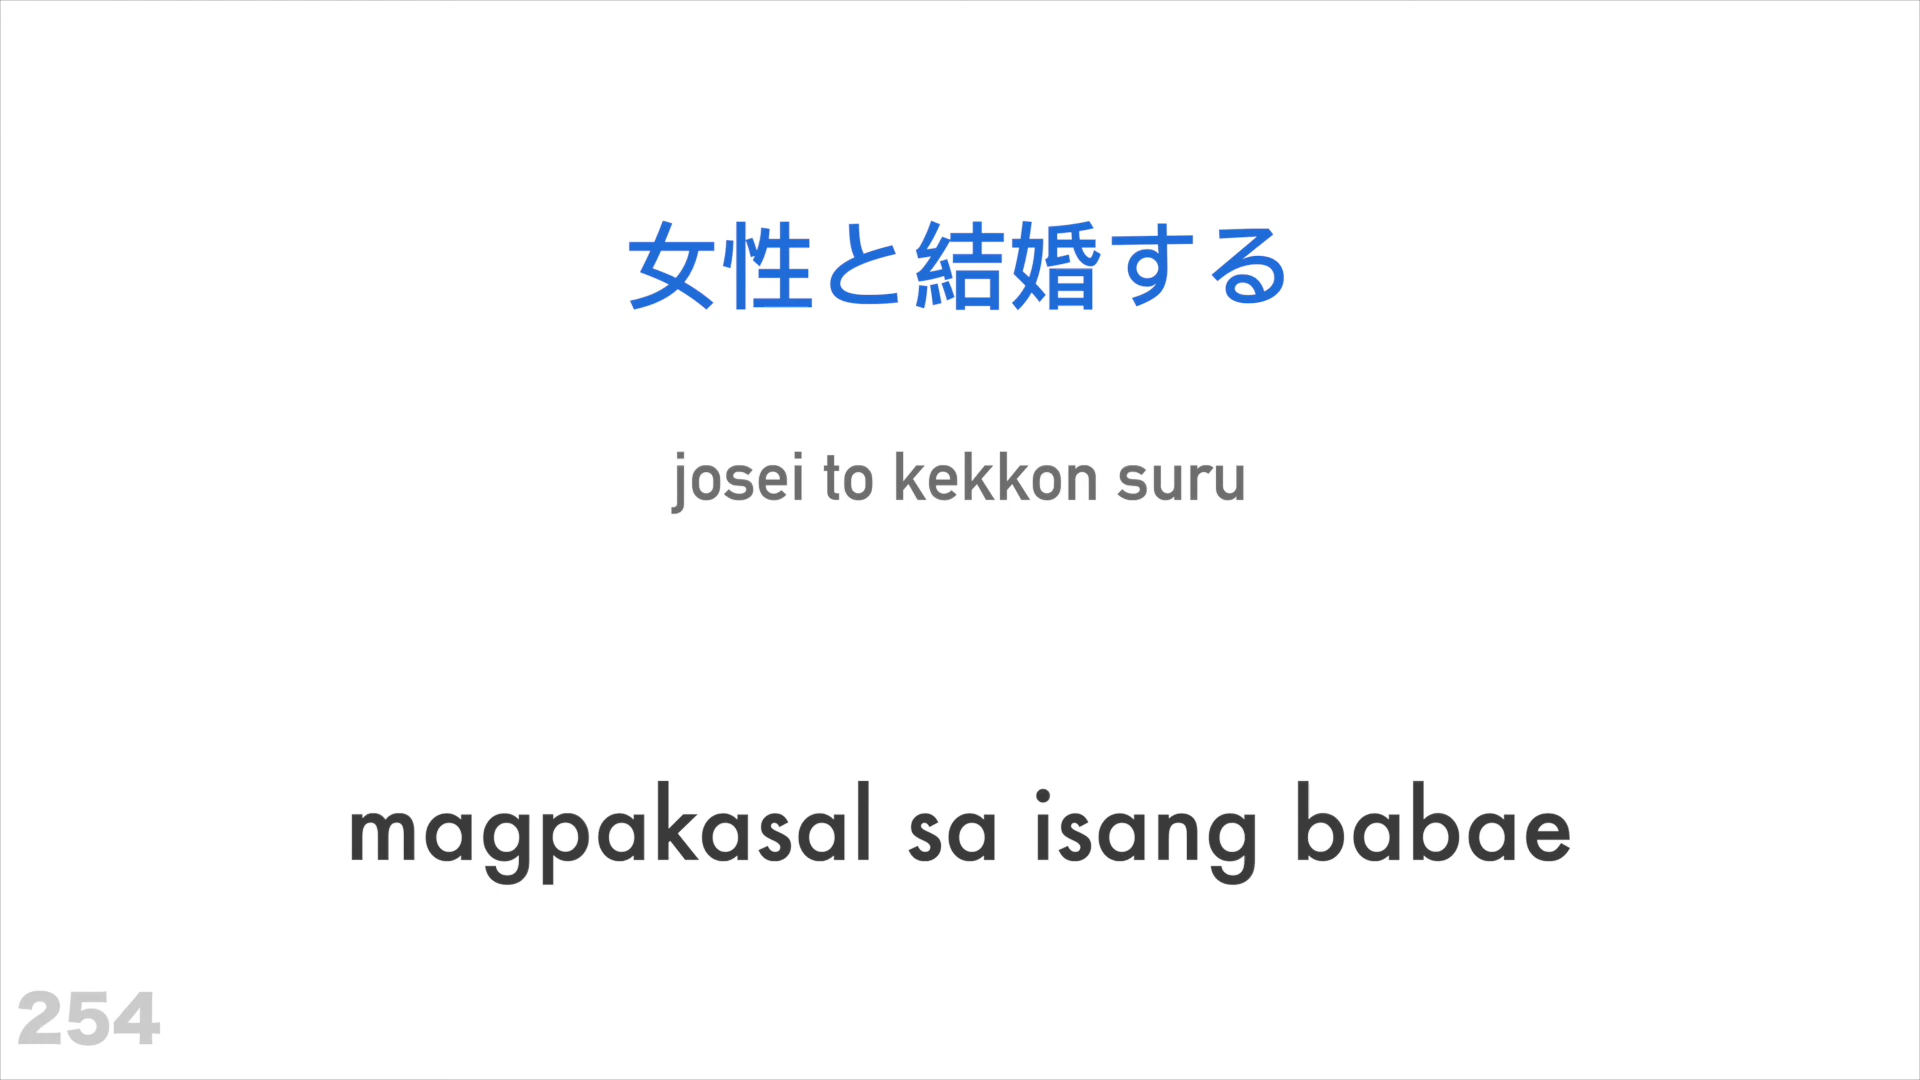 女性と結婚する
josei to kekkon suru
magpakasal sa isang babae
254